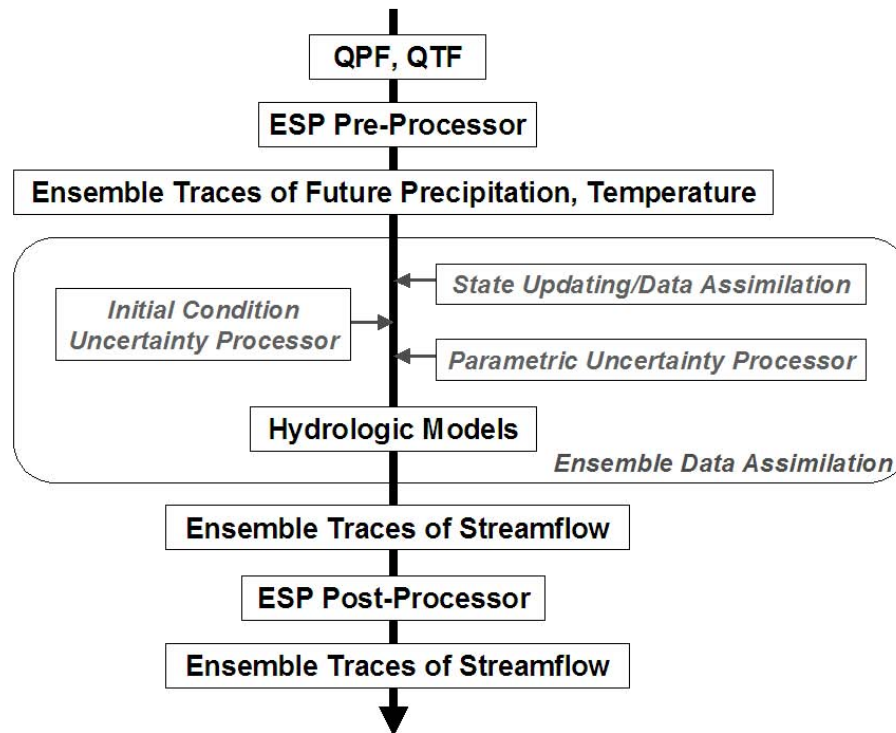 QPF, QTF
ESP Pre-Processor
Ensemble Traces of Future Precipitation, Temperature
State Updating/Data Assimilation
Initial Condition
Uncertainty Processor
Parametric Uncertainty Processor
Hydrologic Models
Ensemble Data Assimilation
Ensemble Traces of Streamflow
ESP Post-Processor
Ensemble Traces of Streamflow